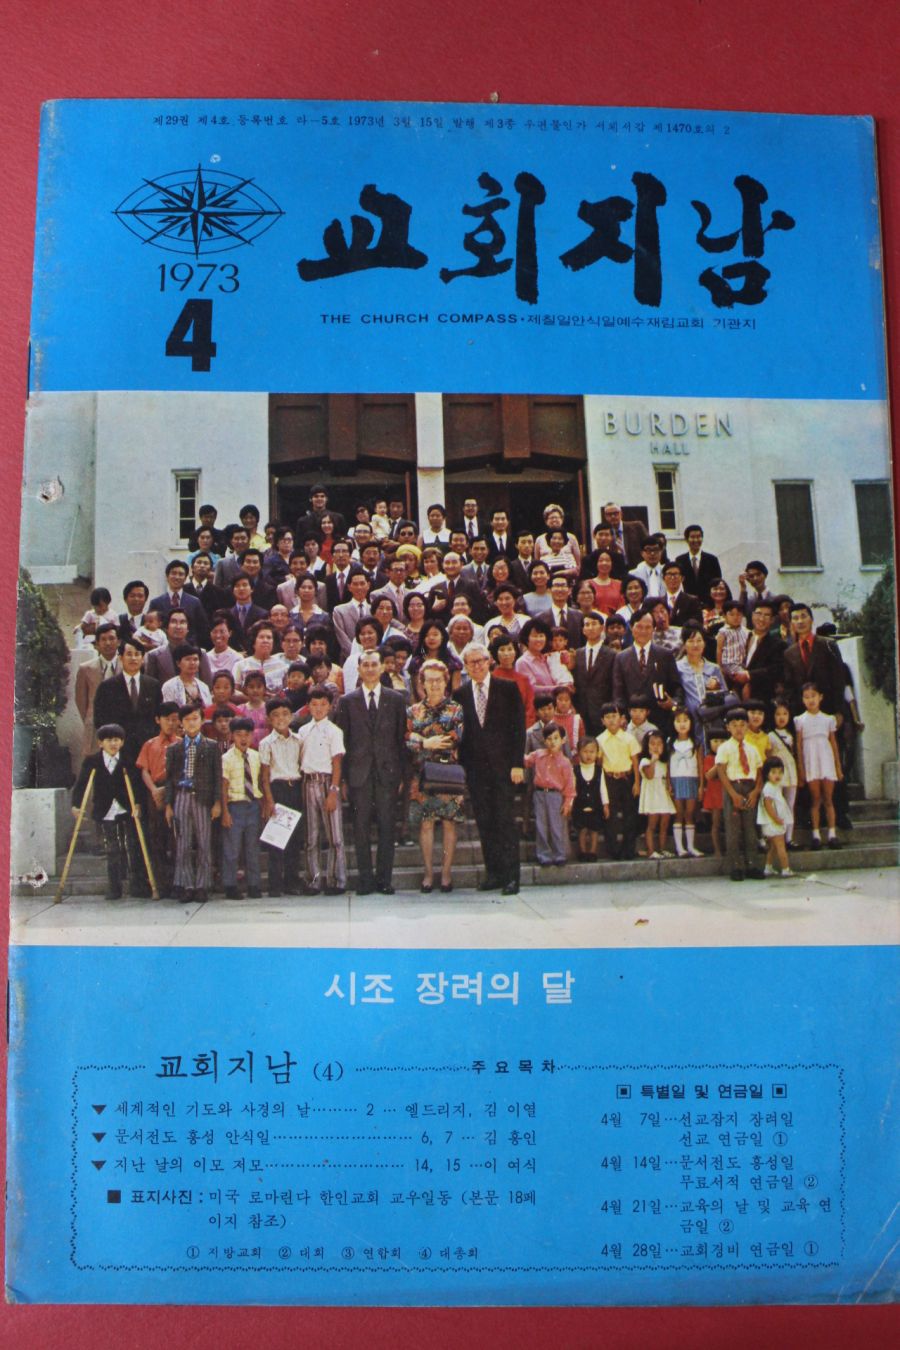 제29권 제4호 등록번호 라—5호 1973년 3월 15일 발행 제3종 우편물인가 서체서갑 제1470호의 2
1973
4
교회지남
THE CHURCH COMPASS・제칠일안식일예수재림교회 기관지
BURDEN
HALL
시조 장려의 달
교회지남 (4) 주요목차
▼ 세계적인 기도와 사경의 날……… 2 … 엘드리지, 김 이열
▼ 문서전도 홍성 안식일………………………… 6, 7 … 김 홍인
▼ 지난 날의 이모 저모………………………… 14, 15 …이 여식
■ 표지사진 : 미국 로마린다 한인교회 교우일동 (본문 18페
이지 참조)
① 지방교회 ② 대회 ③ 연합회 ④ 대총회
▣ 특별일 및 연금일 ▣
4월 7일…선교잡지 장려일
선교 연금일 ①
4월 14일…문서전도 홍성일
무료서적 연금일 ②
4월 21일…교육의 날 및 교육 연
금일 ②
4월 28일…교회경비 연금일 ①